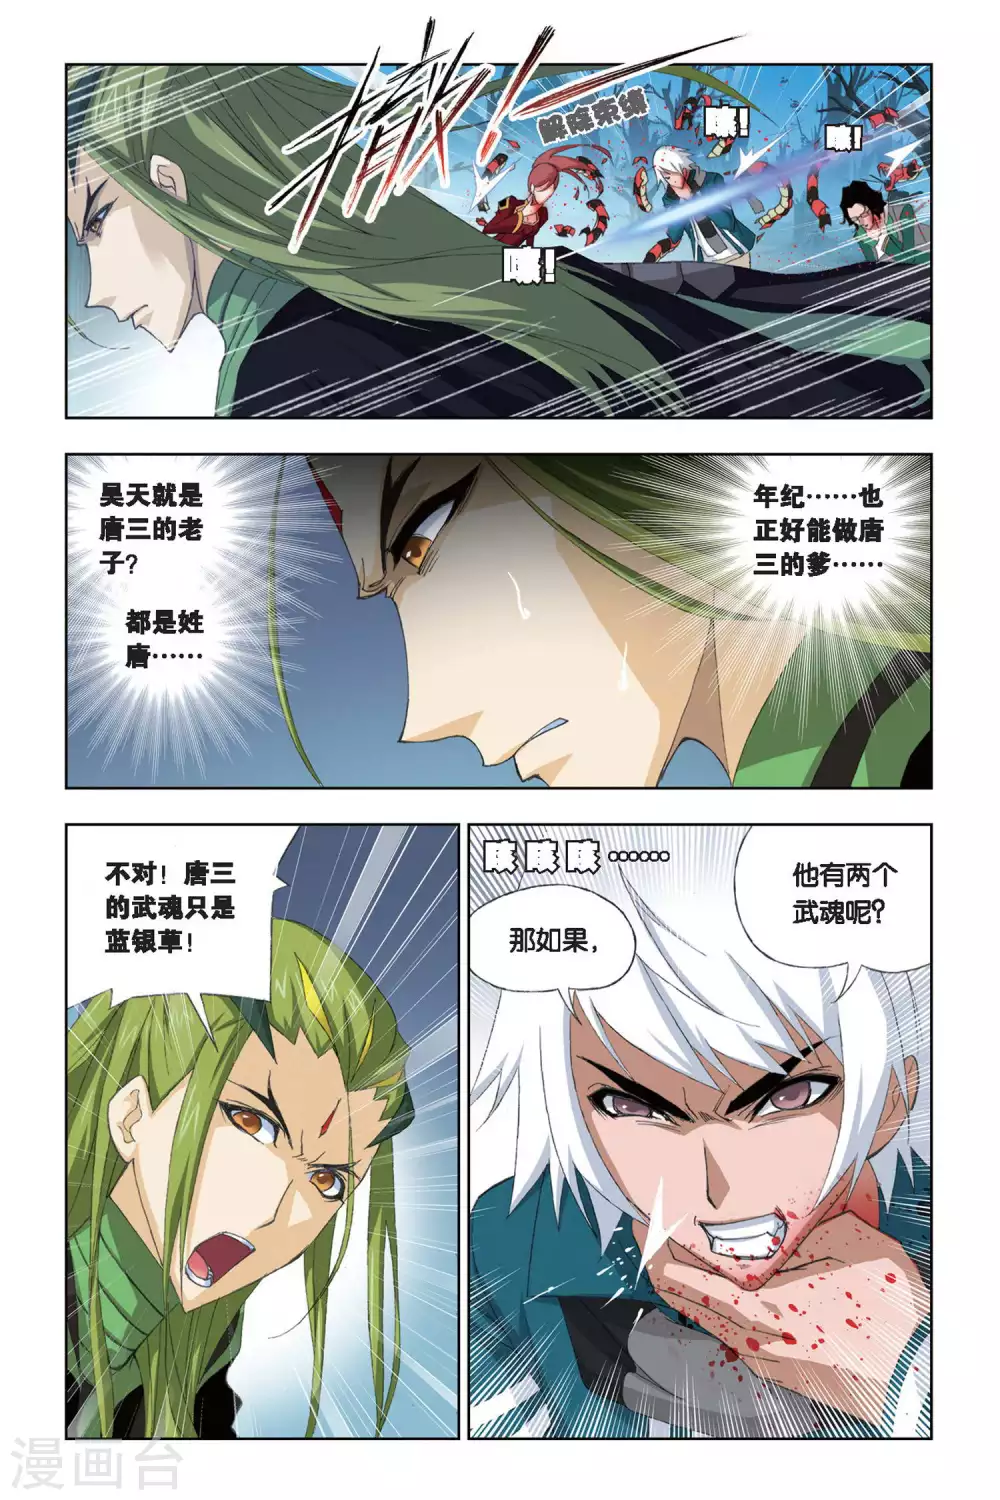 撤！
解除束缚
嗽！
嗽！
嗽！
昊天就是
唐三的老
子？
都是姓
唐……
年纪……也
正好能做唐
三的爹……
不对！唐三
的武魂只是
蓝银草！
咳咳咳……
那如果，
他有两个
武魂呢？
漫画台